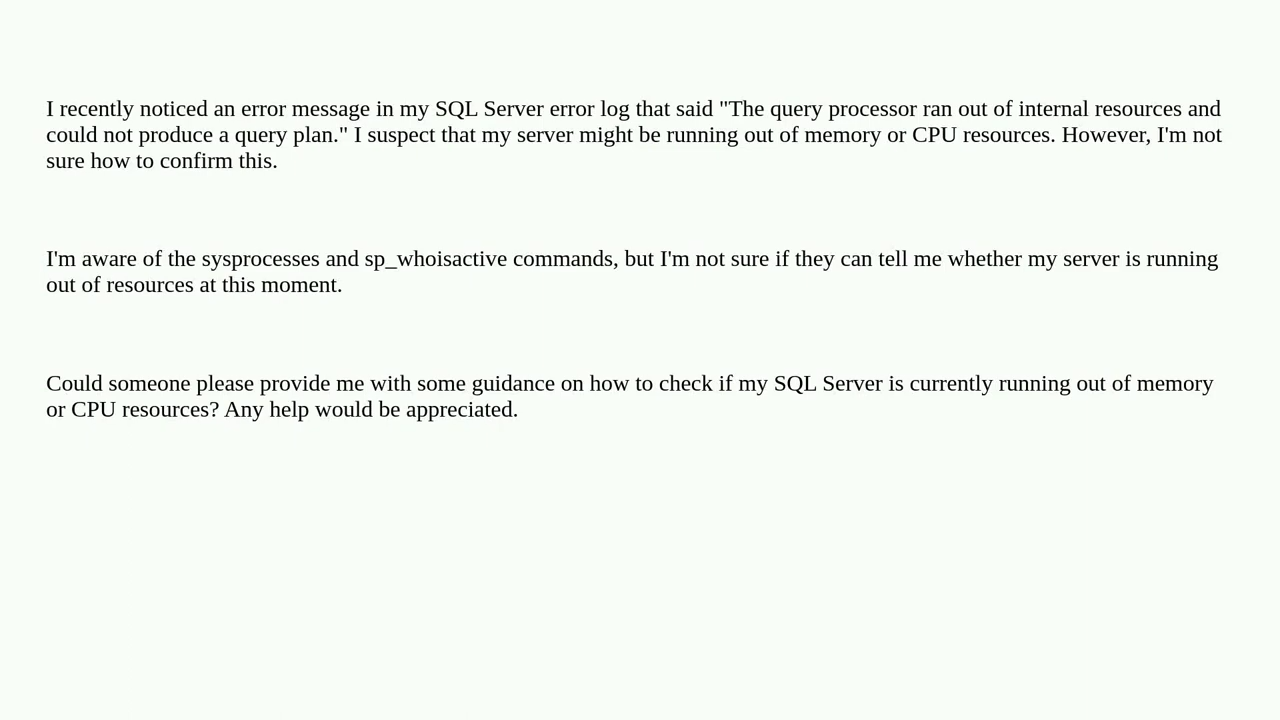 I recently noticed an error message in my SQL Server error log that said "The query processor ran out of internal resources and
could not produce a query plan." I suspect that my server might be running out of memory or CPU resources. However, I'm not
sure how to confirm this.
I'm aware of the sysprocesses and sp_whoisactive commands, but I'm not sure if they can tell me whether my server is running
out of resources at this moment.
Could someone please provide me with some guidance on how to check if my SQL Server is currently running out of memory
or CPU resources? Any help would be appreciated.